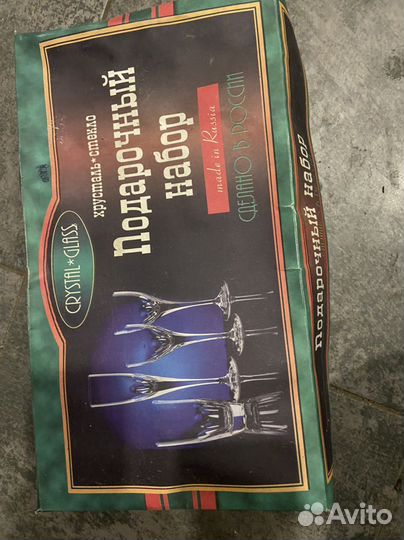 CRYSTAL★GLASS
хрусталь★стекло
Подарочный
набор
made in Russia
СДЕЛАНО В РОССИИ
Подарочный набор
Avito